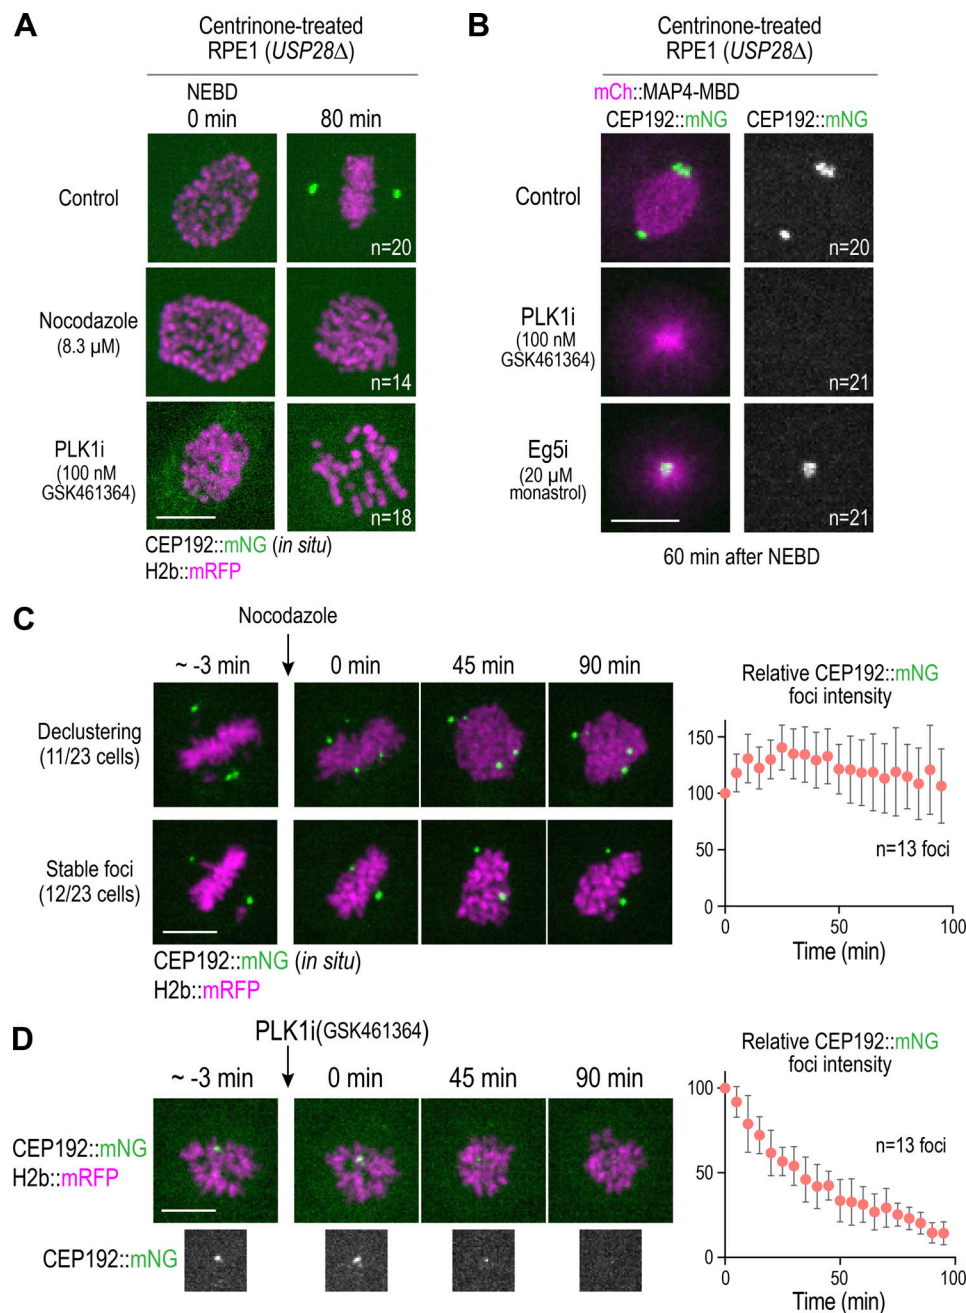 A
Centrinone-treated
RPE1 (USP28Δ)
NEBD
0 min
80 min
Control
n=20
Nocodazole
(8.3 µM)
n=14
PLK1i
(100 nM
GSK461364)
n=18
CEP192::mNG (in situ)
H2b::mRFP
B
Centrinone-treated
RPE1 (USP28Δ)
mCh::MAP4-MBD
CEP192::mNG
CEP192::mNG
Control
n=20
PLK1i
(100 nM
GSK461364)
n=21
Eg5i
(20 µM
monastrol)
n=21
60 min after NEBD
C
Nocodazole
~ -3 min
0 min
45 min
90 min
Declustering
(11/23 cells)
Stable foci
(12/23 cells)
CEP192::mNG (in situ)
H2b::mRFP
Relative CEP192::mNG
foci intensity
150
100
50
0
n=13 foci
0
50
100
Time (min)
D
PLK1i(GSK461364)
~ -3 min
0 min
45 min
90 min
CEP192::mNG
H2b::mRFP
CEP192::mNG
Relative CEP192::mNG
foci intensity
100
50
0
n=13 foci
0
50
100
Time (min)